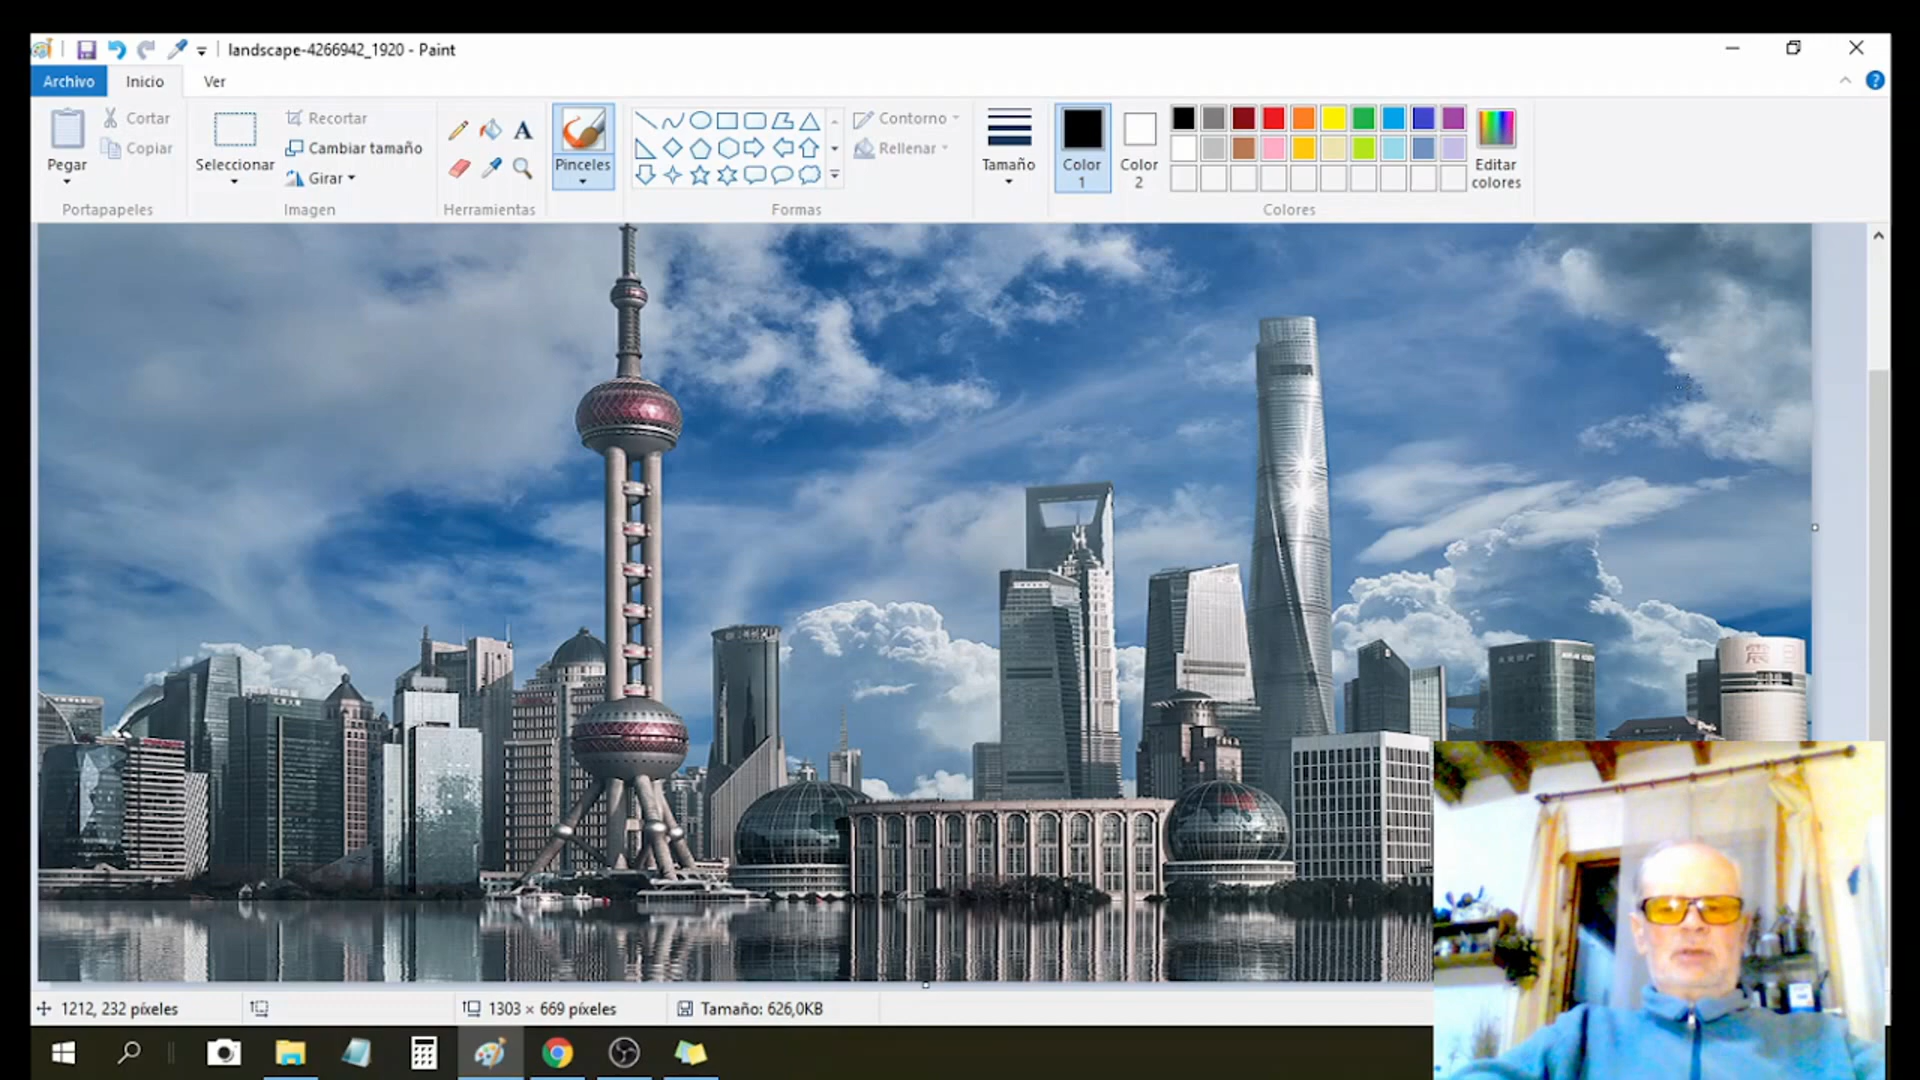 landscape-4266942_1920 - Paint
Archivo
Inicio
Ver
Pegar
Cortar
Copiar
Portapapeles
Seleccionar
Recortar
Cambiar tamaño
Girar
Imagen
A
Herramientas
Pinceles
Contorno
Rellenar
Formas
Tamaño
Color
1
Color
2
Editar
colores
Colores
?
震旦
1212, 232 píxeles
1303 × 669 píxeles
Tamaño: 626,0KB